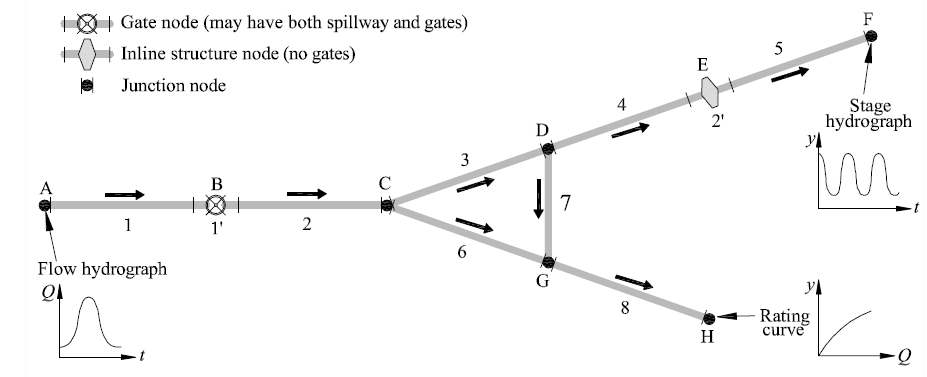 Gate node (may have both spillway and gates)
Inline structure node (no gates)
Junction node
F
5
E
4
2'
Stage
hydrograph
y
t
D
3
A
B
C
7
1
1'
2
6
G
Flow hydrograph
Q
t
8
H
Rating
curve
y
Q